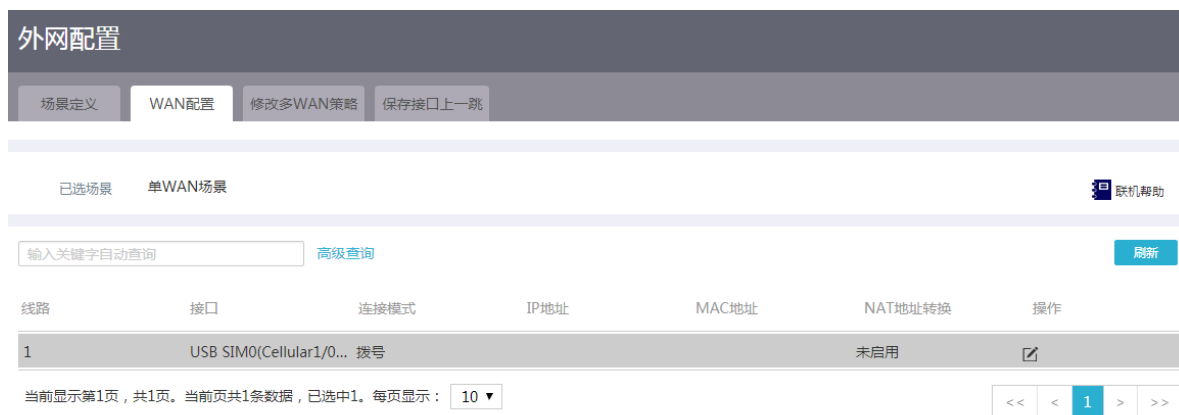 外网配置
场景定义 WAN配置 修改多WAN策略 保存接口上一跳
已选场景 单WAN场景 联机帮助
输入关键字自动查询 高级查询 刷新
线路 接口 连接模式 IP地址 MAC地址 NAT地址转换 操作
1 USB SIM0(Cellular1/0... 拨号 未启用
当前显示第1页，共1页。当前页共1条数据，已选中1。每页显示： 10 ▼
<< < 1 > >>